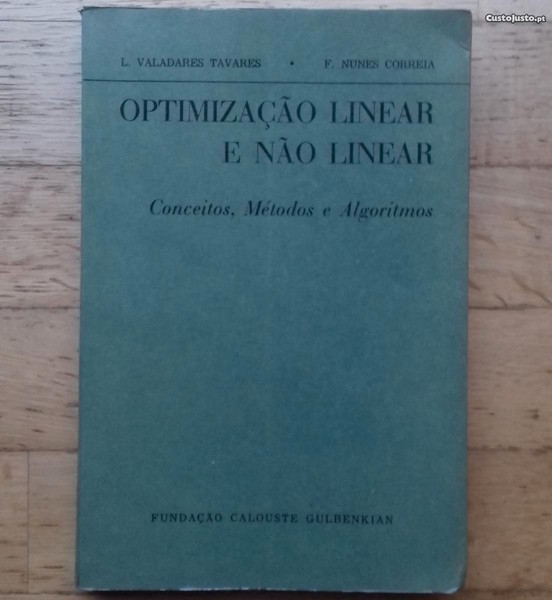 CustoJusto.pt
L. VALADARES TAVARES • F. NUNES CORREIA
OPTIMIZAÇÃO LINEAR
E NÃO LINEAR
Conceitos, Métodos e Algoritmos
FUNDAÇÃO CALOUSTE GULBENKIAN